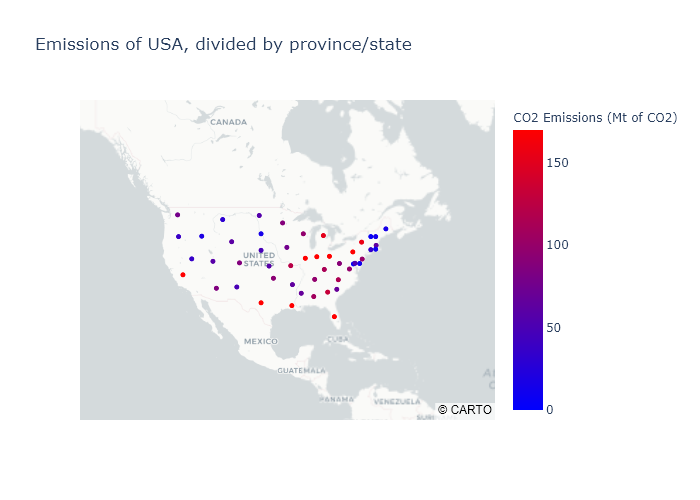 Emissions of USA, divided by province/state
CO2 Emissions (Mt of CO2)
150
100
50
0
CANADA
UNITED
STATES
MEXICO
CUBA
GUATEMALA
PANAMA
VENEZUELA
© CARTO